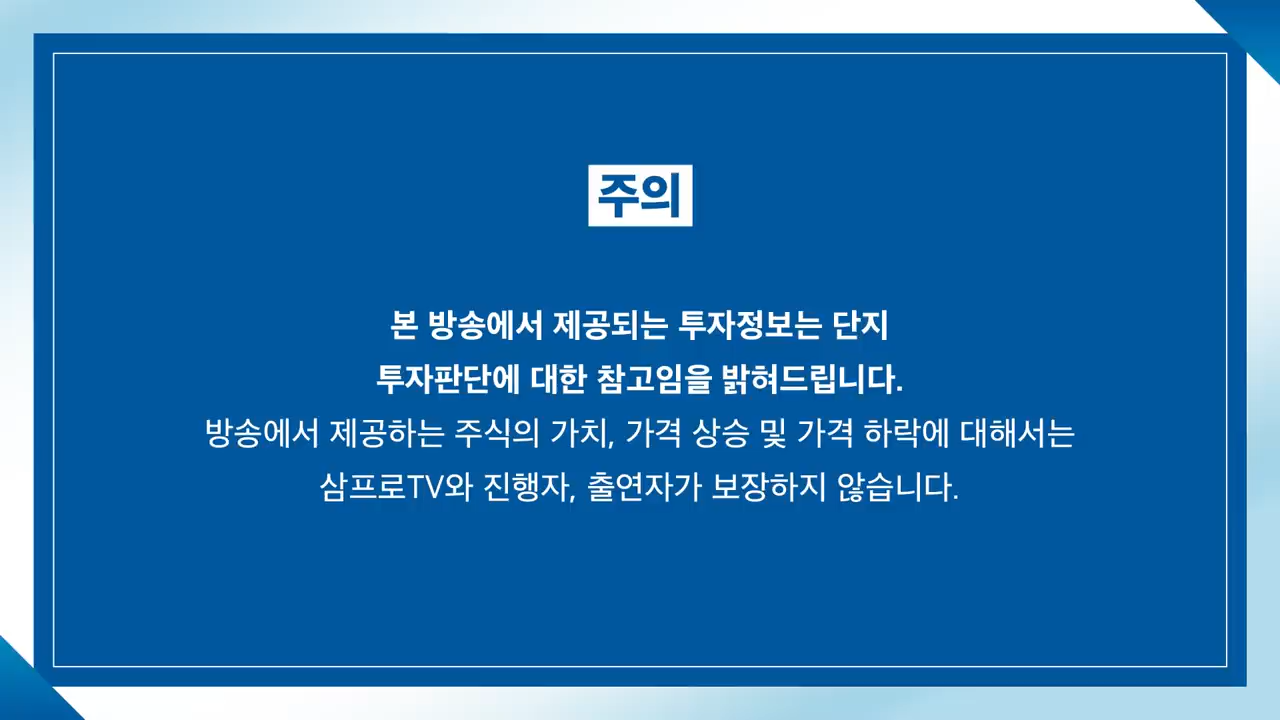 주의
본 방송에서 제공되는 투자정보는 단지
투자판단에 대한 참고임을 밝혀드립니다.
방송에서 제공하는 주식의 가치, 가격 상승 및 가격 하락에 대해서는
삼프로TV와 진행자, 출연자가 보장하지 않습니다.